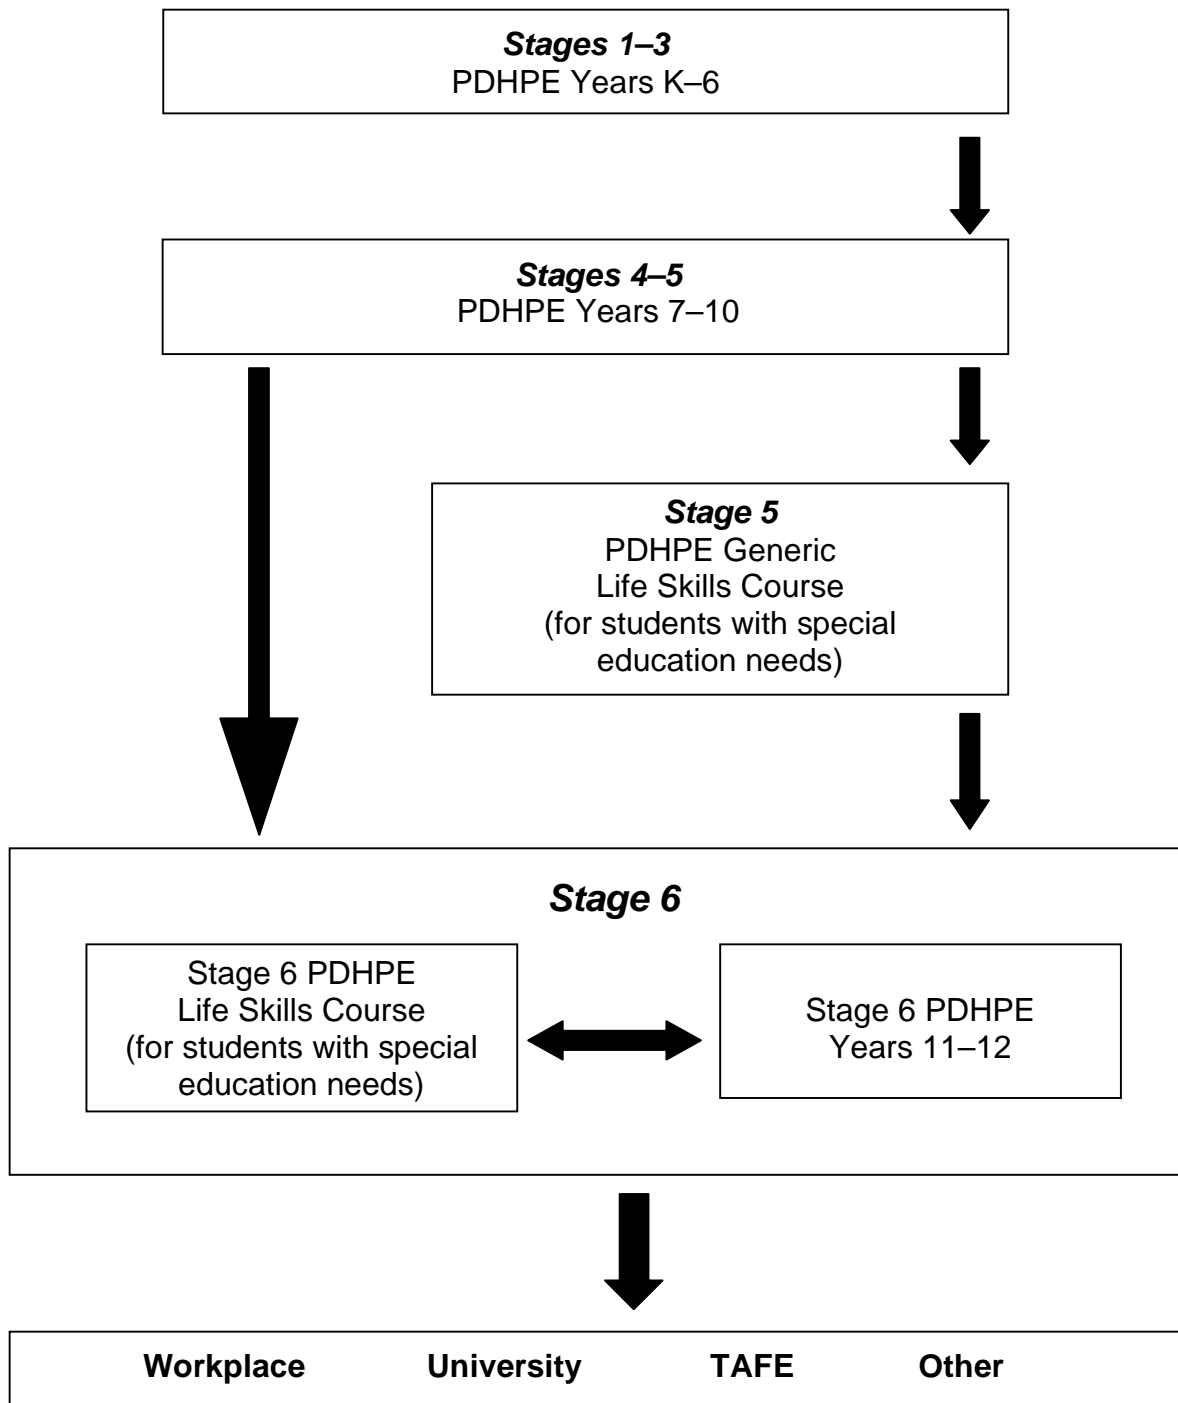 Stages 1–3
PDHPE Years K–6
Stages 4–5
PDHPE Years 7–10
Stage 5
PDHPE Generic
Life Skills Course
(for students with special
education needs)
Stage 6
Stage 6 PDHPE
Life Skills Course
(for students with special
education needs)
Stage 6 PDHPE
Years 11–12
Workplace University TAFE Other